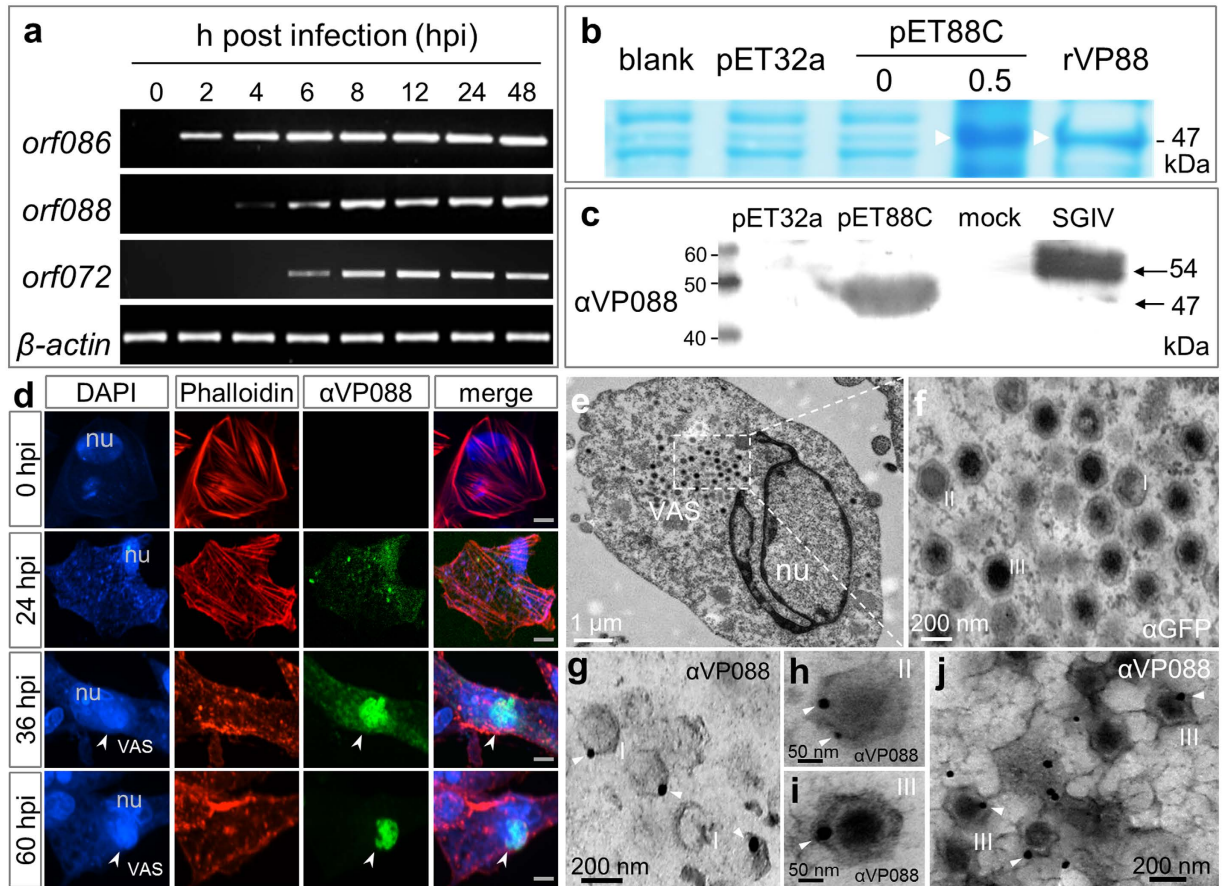 a
h post infection (hpi)
0 2 4 6 8 12 24 48
orf086
orf088
orf072
β-actin
b
pET88C
blank pET32a 0 0.5 rVP88
- 47
kDa
c
pET32a pET88C mock SGIV
60
50
40
αVP088
54
47
kDa
d
DAPI Phalloidin αVP088 merge
0 hpi
nu
24 hpi
nu
36 hpi
nu
VAS
60 hpi
nu
VAS
e
VAS
nu
1 µm
f
I
II
III
200 nm
αGFP
g
αVP088
I
I
200 nm
h
II
50 nm
αVP088
i
III
50 nm
αVP088
j
αVP088
III
III
200 nm